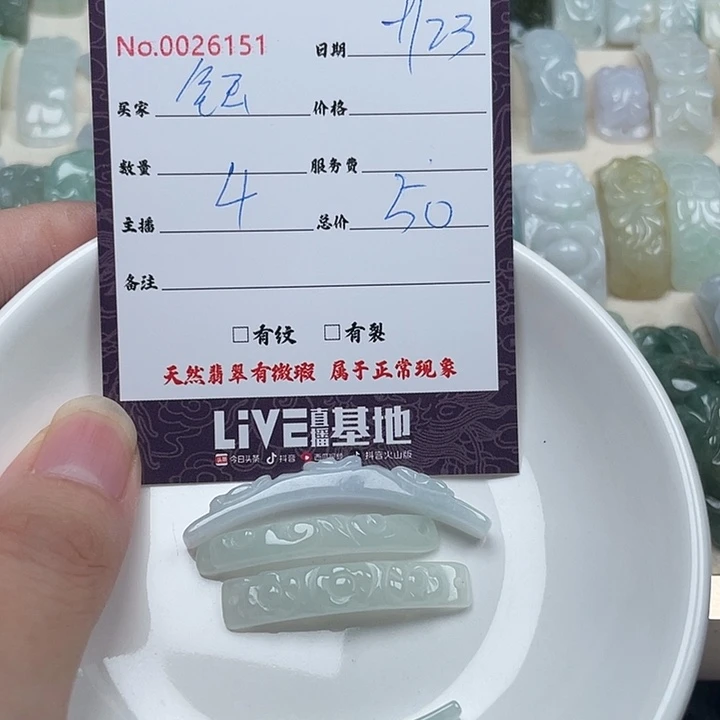 No.0026151 日期 23
买家 价格
数量 服务费
主播 4 总价 50
备注
□有纹 □有裂
天然翡翠有微瑕 属于正常现象
LiVE直播基地
今日头条 抖音 西瓜视频 抖音火山版